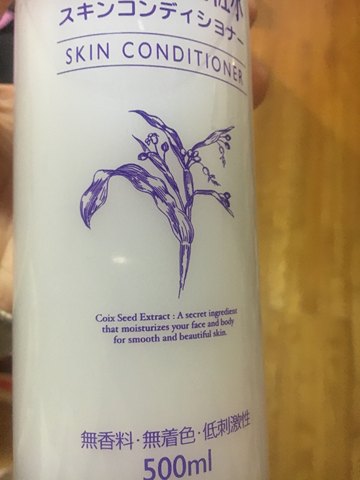 スキンコンディショナー
SKIN CONDITIONER
Coix Seed Extract : A secret ingredient
that moisturizes your face and body
for smooth and beautiful skin.
無香料・無着色・低刺激性
500ml